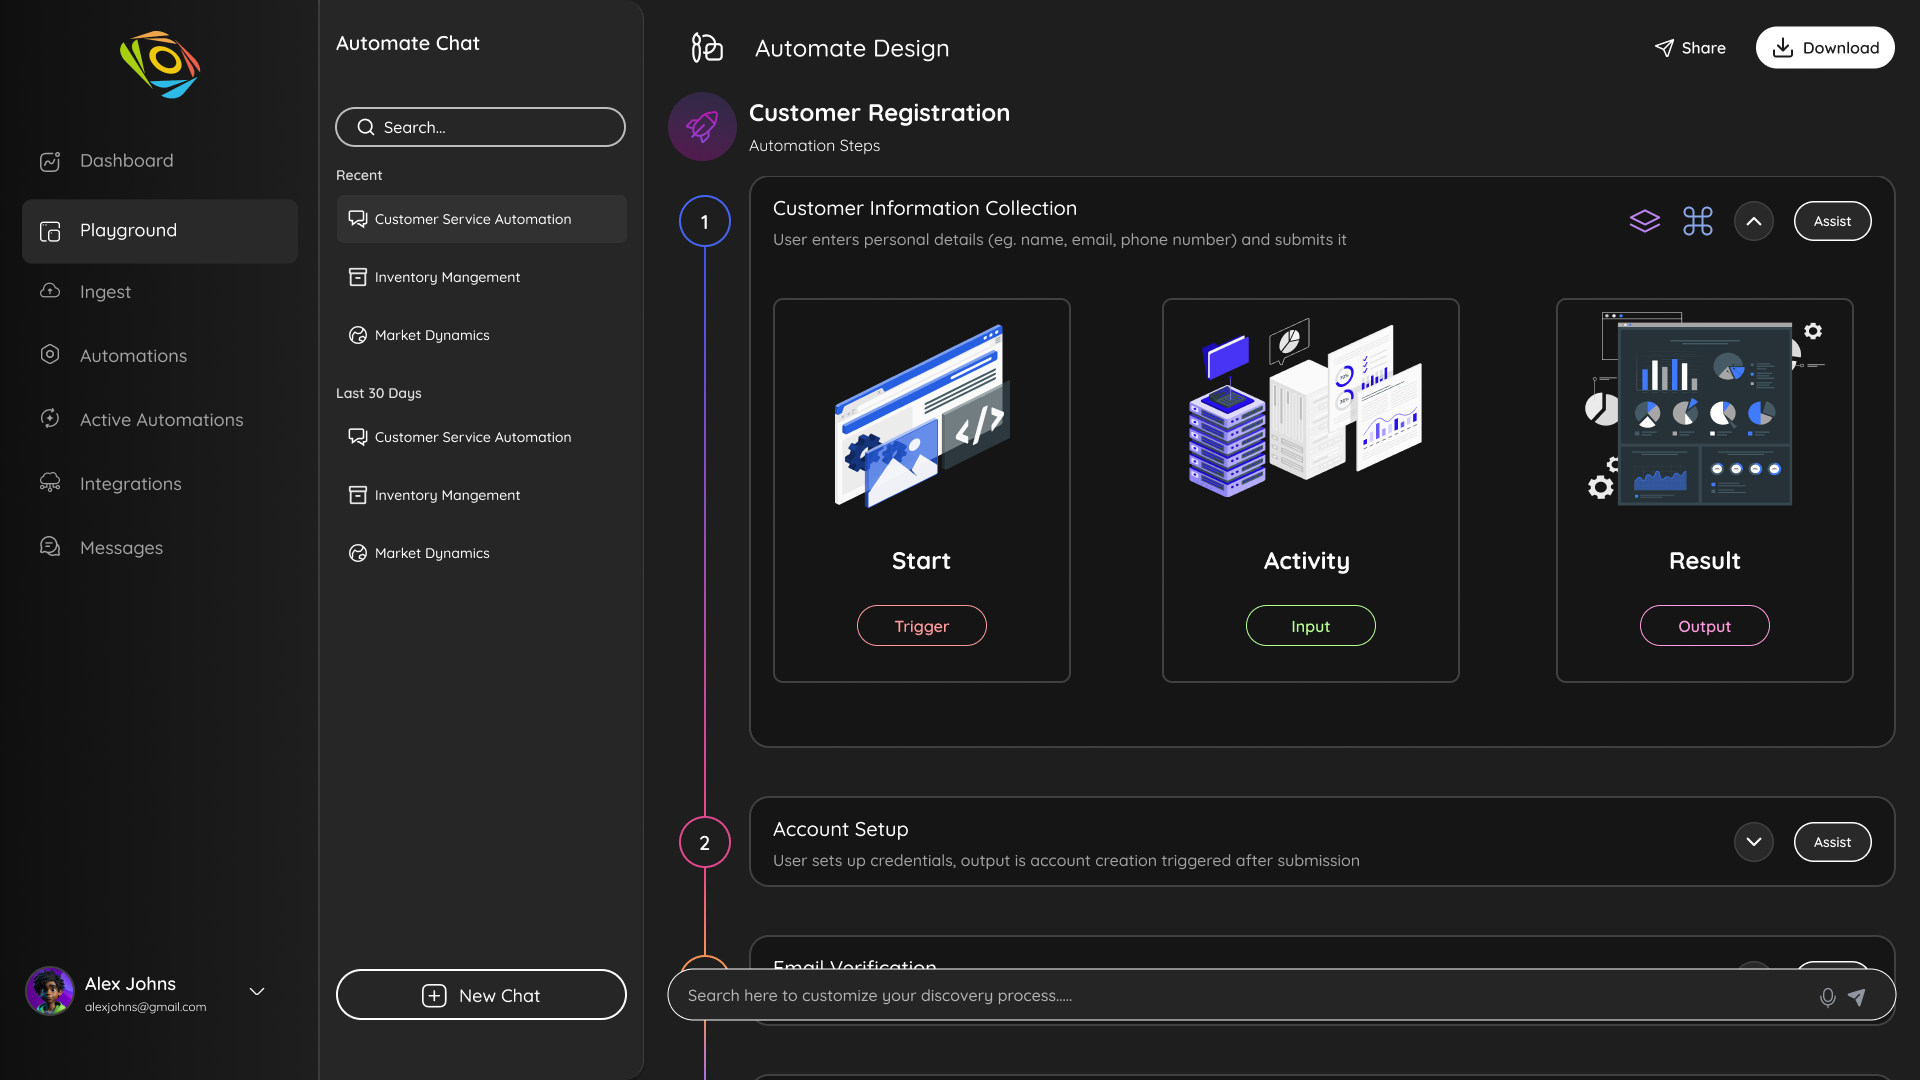 Dashboard
Playground
Ingest
Automations
Active Automations
Integrations
Messages
Alex Johns
alexjohns@gmail.com
Automate Chat
Search...
Recent
Customer Service Automation
Inventory Mangement
Market Dynamics
Last 30 Days
Customer Service Automation
Inventory Mangement
Market Dynamics
New Chat
Automate Design
Share
Download
Customer Registration
Automation Steps
1
Customer Information Collection
User enters personal details (eg. name, email, phone number) and submits it
Assist
</>
Start
Trigger
Activity
Input
Result
Output
2
Account Setup
User sets up credentials, output is account creation triggered after submission
Assist
Email Verification
Search here to customize your discovery process.....